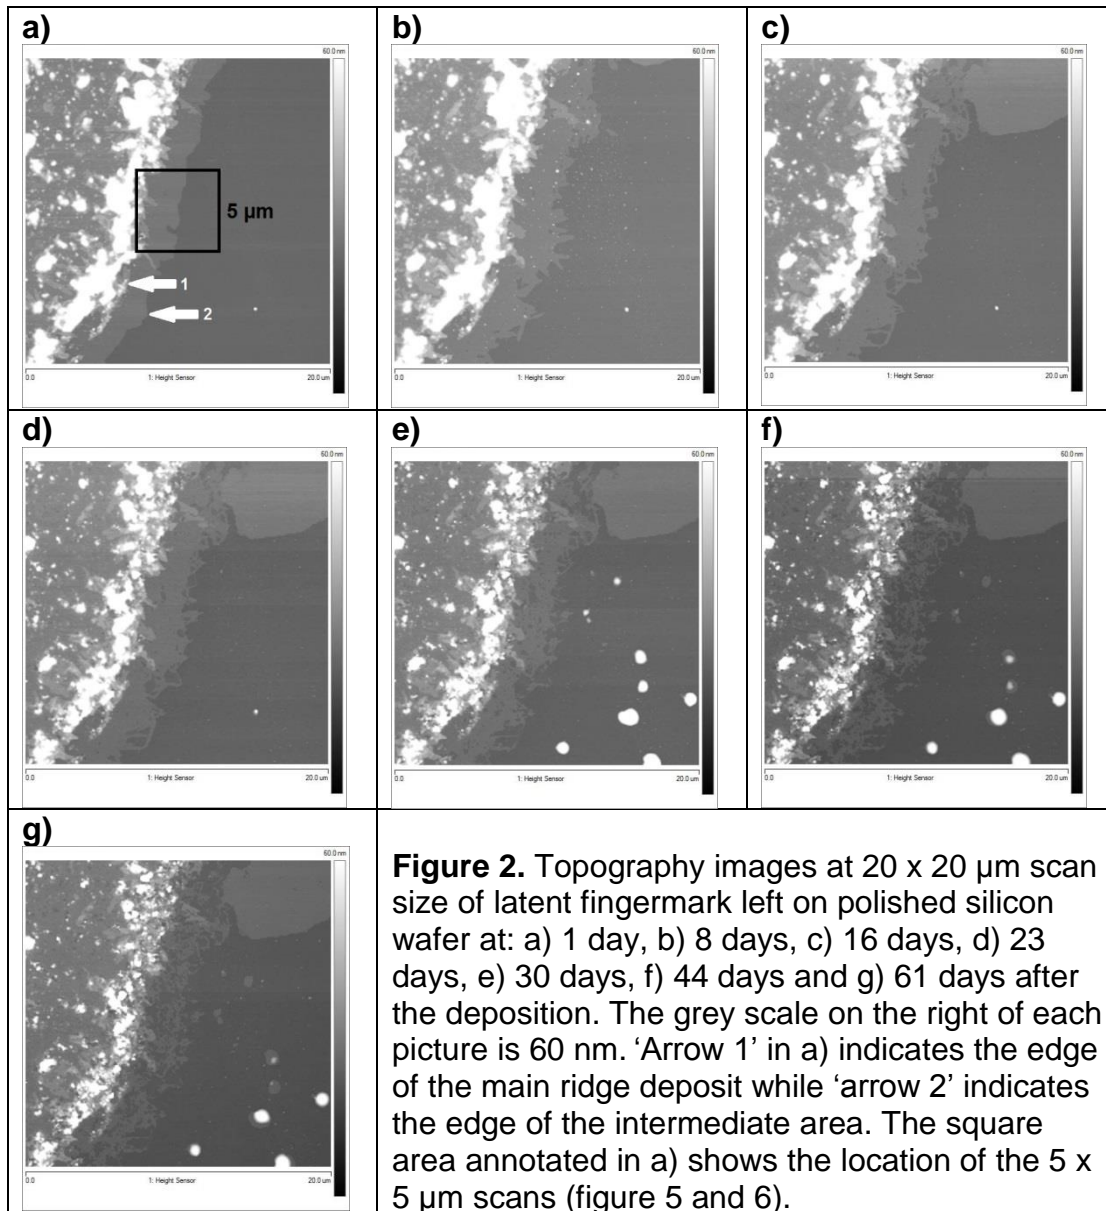 a)
60.0 nm
5 µm
1
2
0.0 1: Height Sensor 20.0 um
b)
60.0 nm
0.0 1: Height Sensor 20.0 um
c)
60.0 nm
0.0 1: Height Sensor 20.0 um
d)
60.0 nm
0.0 1: Height Sensor 20.0 um
e)
60.0 nm
0.0 1: Height Sensor 20.0 um
f)
60.0 nm
0.0 1: Height Sensor 20.0 um
g)
60.0 nm
0.0 1: Height Sensor 20.0 um
Figure 2. Topography images at 20 x 20 µm scan
size of latent fingermark left on polished silicon
wafer at: a) 1 day, b) 8 days, c) 16 days, d) 23
days, e) 30 days, f) 44 days and g) 61 days after
the deposition. The grey scale on the right of each
picture is 60 nm. ‘Arrow 1’ in a) indicates the edge
of the main ridge deposit while ‘arrow 2’ indicates
the edge of the intermediate area. The square
area annotated in a) shows the location of the 5 x
5 µm scans (figure 5 and 6).